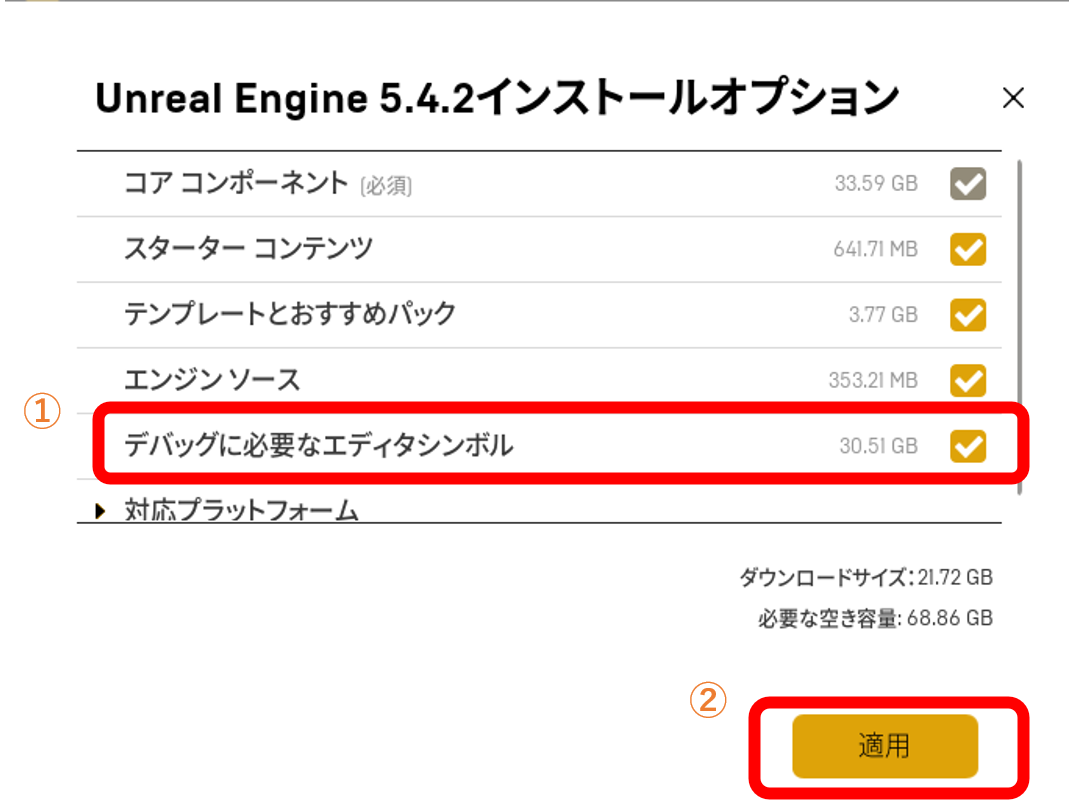 Unreal Engine 5.4.2インストールオプション
コア コンポーネント (必須) 33.59 GB
スターター コンテンツ 641.71 MB
テンプレートとおすすめパック 3.77 GB
エンジン ソース 353.21 MB
①
デバッグに必要なエディタシンボル 30.51 GB
対応プラットフォーム
ダウンロードサイズ: 21.72 GB
必要な空き容量: 68.86 GB
②
適用